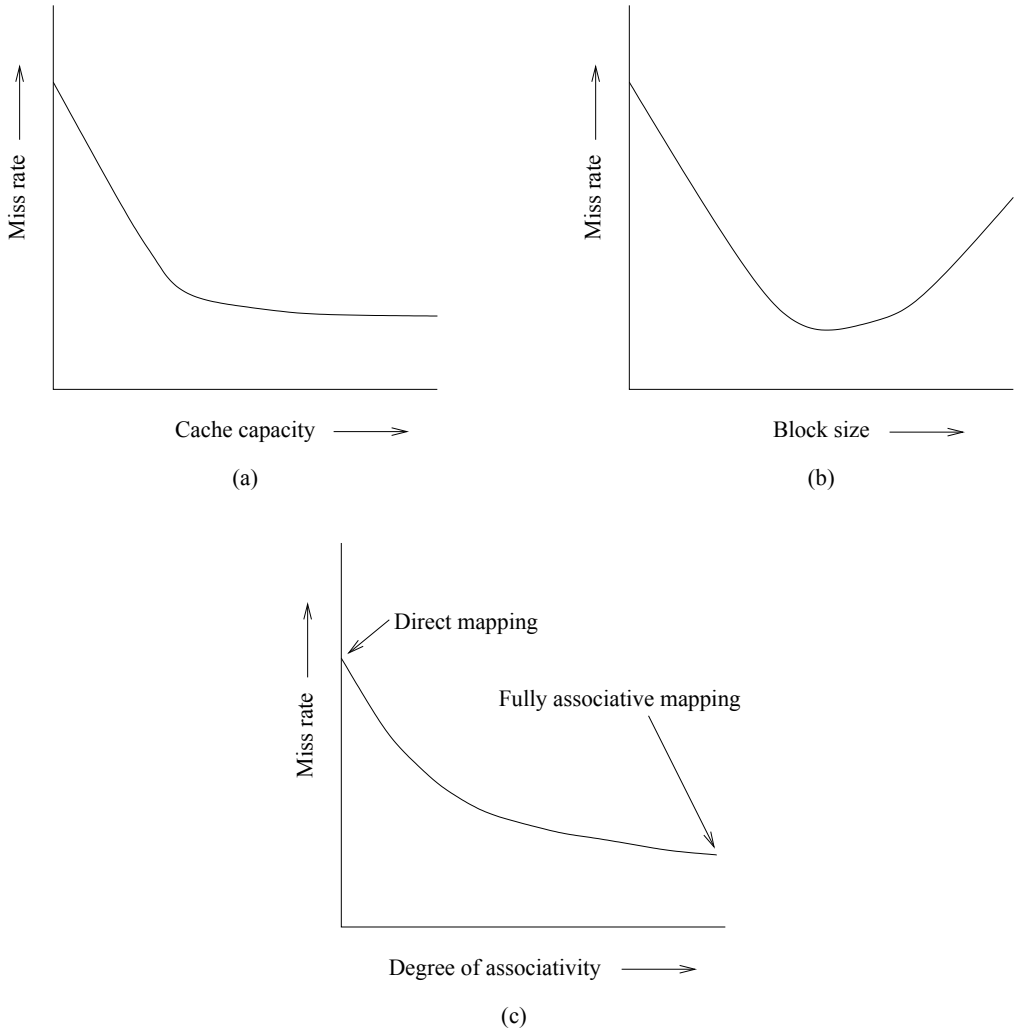 Miss rate
Cache capacity
(a)
Miss rate
Block size
(b)
Miss rate
Direct mapping
Fully associative mapping
Degree of associativity
(c)